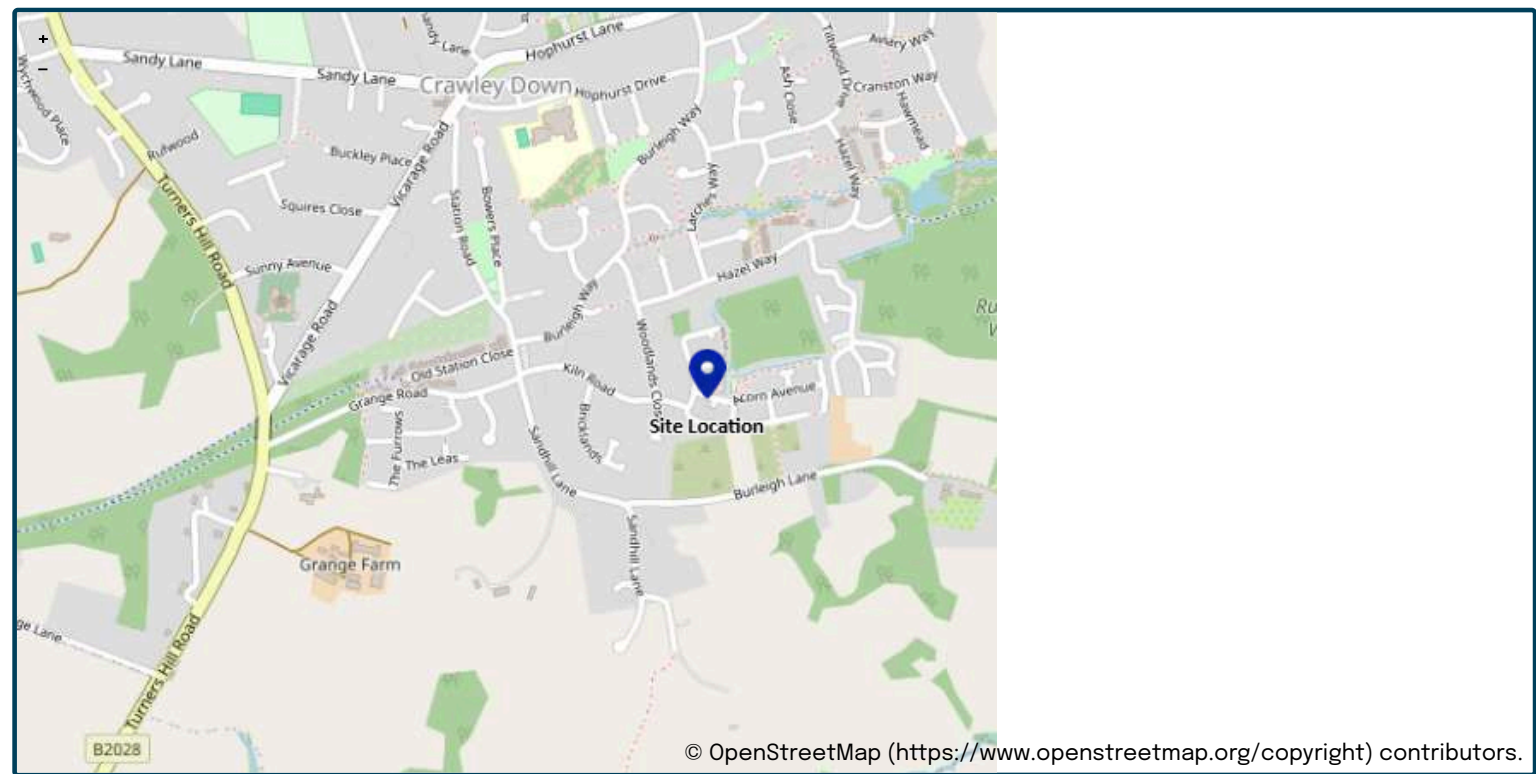 +
−
Sandy Lane
Sandy Lane
Hophurst Lane
Aviary Way
Wychwood Place
Crawley Down
Hophurst Drive
Tiltwood Drive
Ash Close
Cranston Way
Hawmead
Rufwood
Buckley Place
Vicarage Road
Burleigh Way
Hazel Way
Larches Way
Squires Close
Station Road
Bowers Place
Turners Hill Road
Sunny Avenue
Hazel Way
Burleigh Way
Vicarage Road
Woodlands Close
Old Station Close
Kiln Road
Grange Road
Acorn Avenue
Site Location
The Furrows
Bricklands
The Leas
Sandhill Lane
Burleigh Lane
Sandhill Lane
Grange Farm
Turners Hill Road
B2028
© OpenStreetMap (https://www.openstreetmap.org/copyright) contributors.